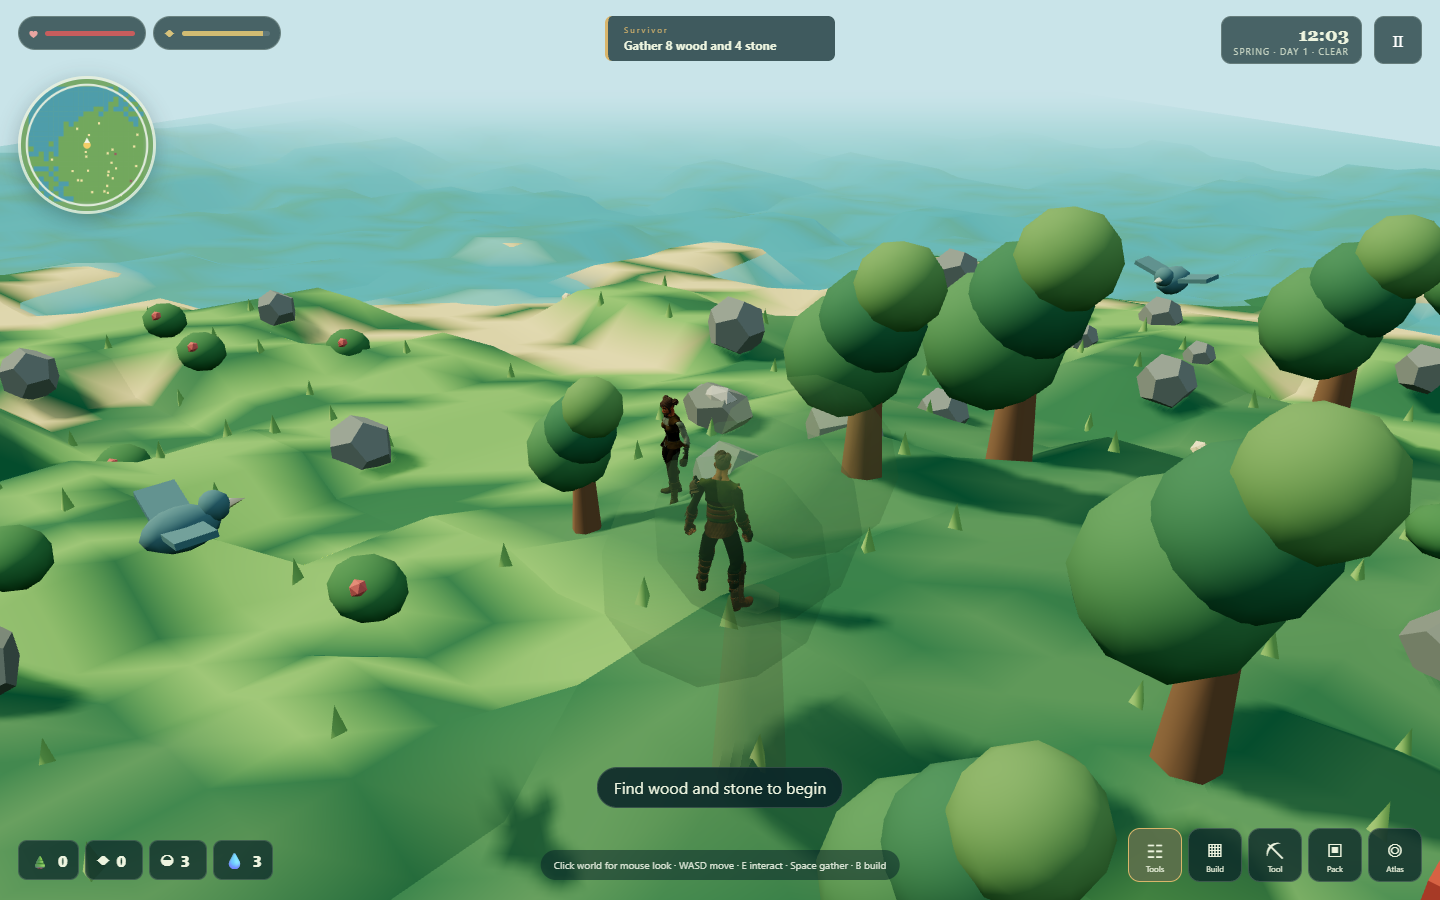 Survivor
Gather 8 wood and 4 stone
12:03
SPRING · DAY 1 · CLEAR
Find wood and stone to begin
0
0
3
3
Click world for mouse look · WASD move · E interact · Space gather · B build
Tools
Build
Tool
Pack
Atlas